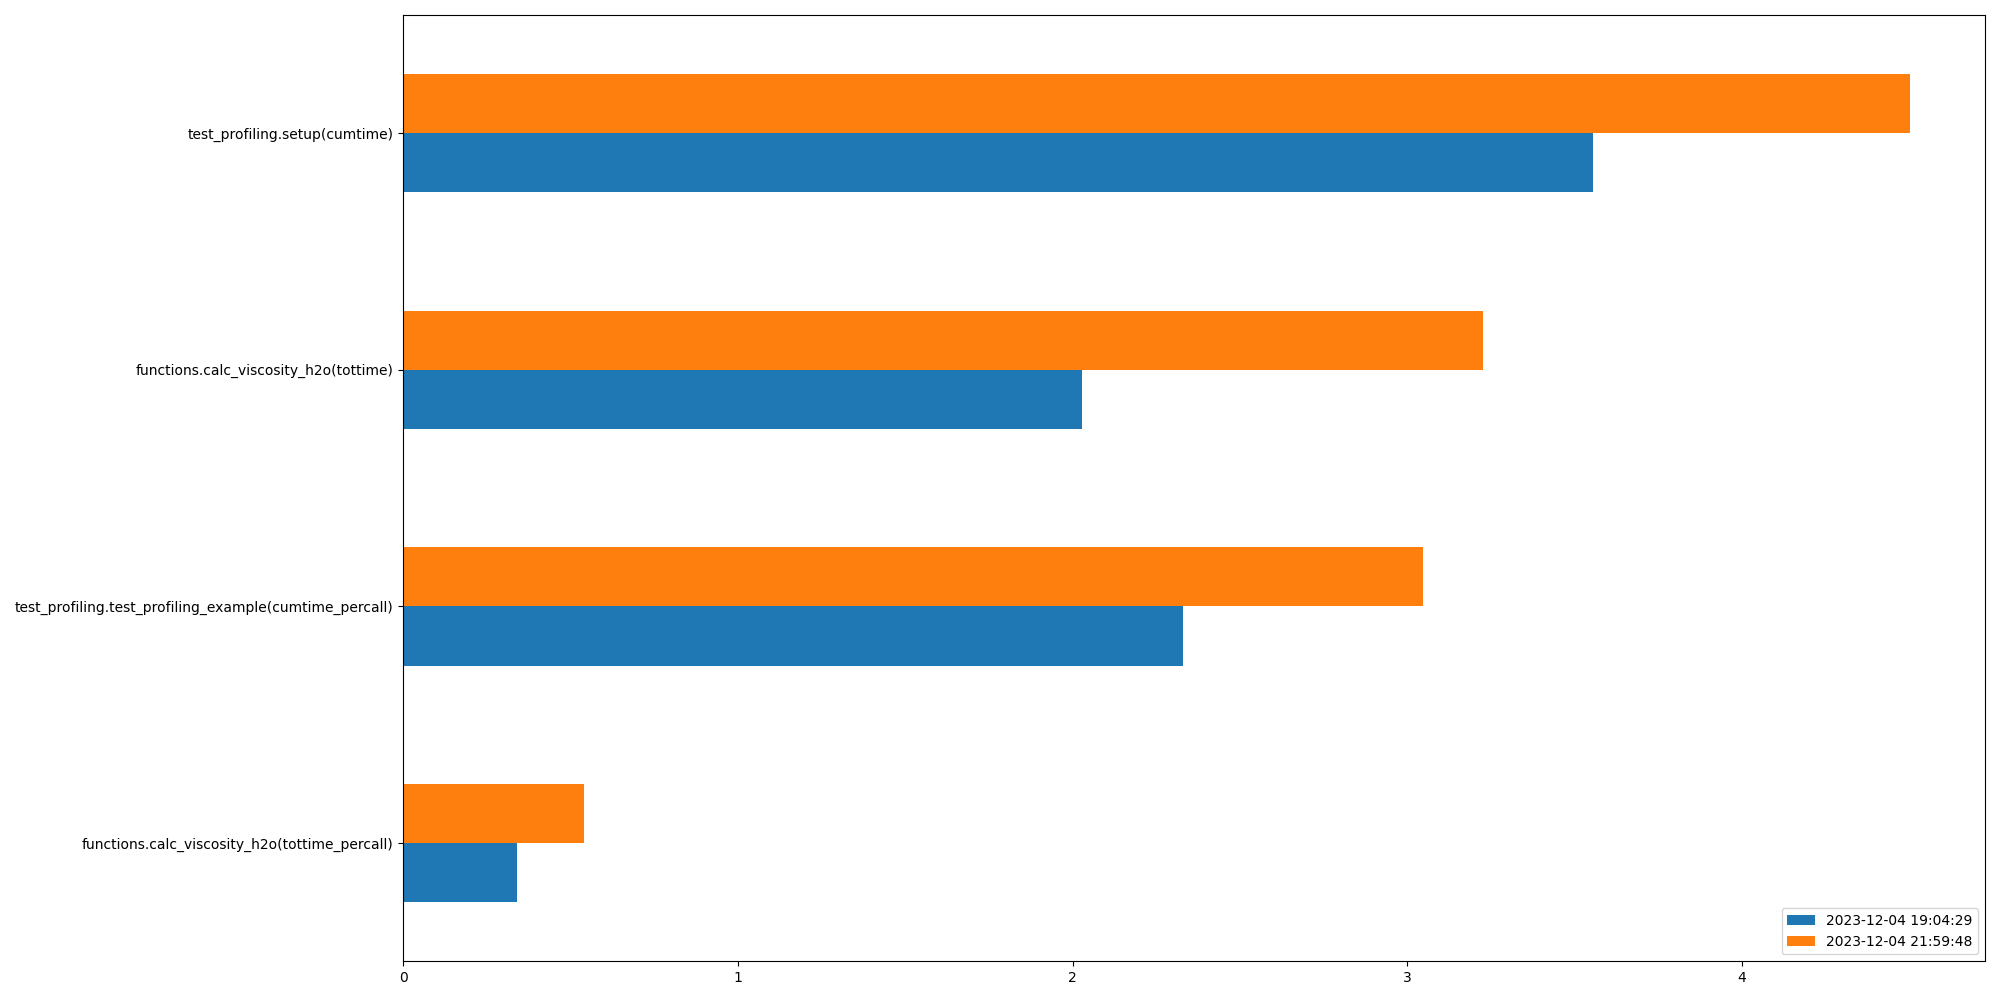 test_profiling.setup(cumtime)
functions.calc_viscosity_h2o(tottime)
test_profiling.test_profiling_example(cumtime_percall)
functions.calc_viscosity_h2o(tottime_percall)
2023-12-04 19:04:29
2023-12-04 21:59:48
0 1 2 3 4